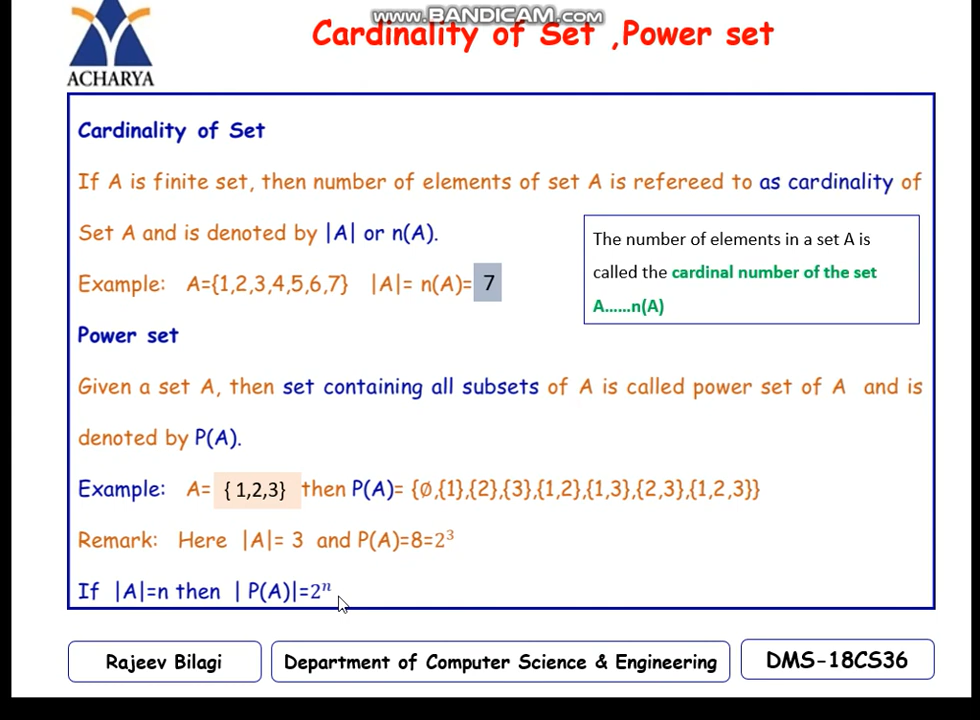 www.BANDICAM.com
Cardinality of Set ,Power set
ACHARYA
Cardinality of Set
If A is finite set, then number of elements of set A is refereed to as cardinality of
Set A and is denoted by |A| or n(A).
Example: A={1,2,3,4,5,6,7} |A|= n(A)= 7
The number of elements in a set A is
called the cardinal number of the set
A......n(A)
Power set
Given a set A, then set containing all subsets of A is called power set of A and is
denoted by P(A).
Example: A= { 1,2,3} then P(A)= {∅,{1},{2},{3},{1,2},{1,3},{2,3},{1,2,3}}
Remark: Here |A|= 3 and P(A)=8=2³
If |A|=n then | P(A)|=2ⁿ
Rajeev Bilagi
Department of Computer Science & Engineering
DMS-18CS36